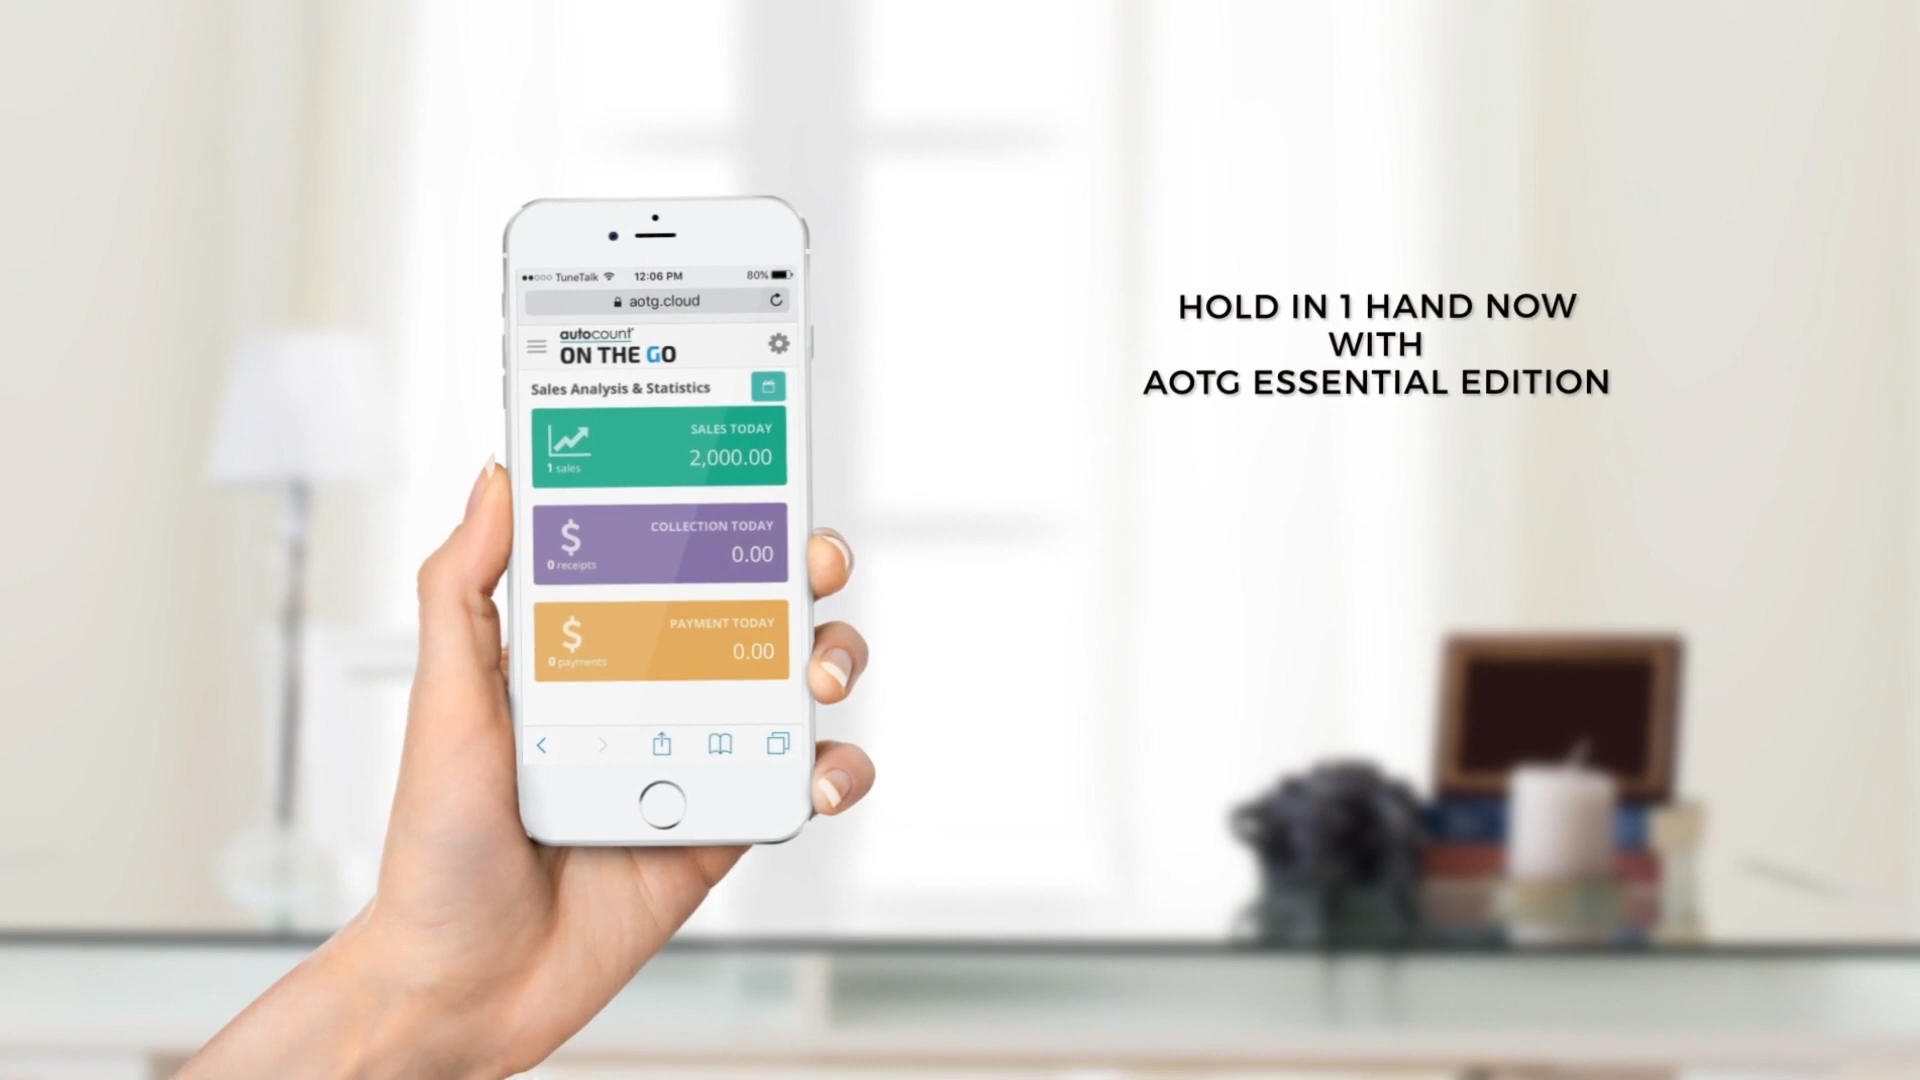 TuneTalk 12:06 PM 80%
aotg.cloud
autocount
ON THE GO
Sales Analysis & Statistics
SALES TODAY
2,000.00
1 sales
COLLECTION TODAY
0.00
0 receipts
PAYMENT TODAY
0.00
0 payments
HOLD IN 1 HAND NOW
WITH
AOTG ESSENTIAL EDITION